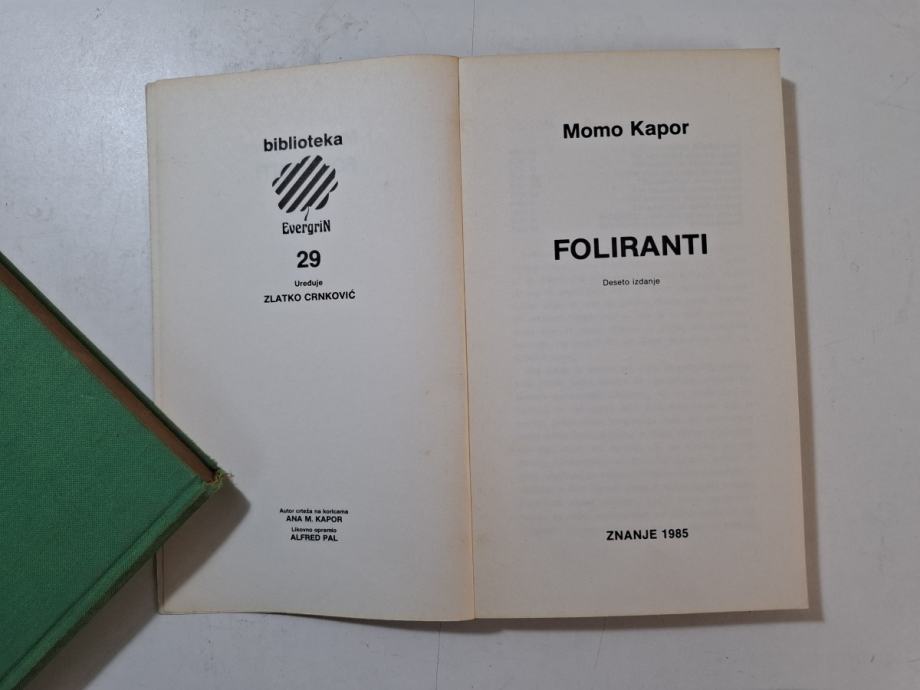 biblioteka
EvergriN
29
Uređuje
ZLATKO CRNKOVIĆ
Autor crteža na koricama
ANA M. KAPOR
Likovno opremio
ALFRED PAL
Momo Kapor
FOLIRANTI
Deseto izdanje
ZNANJE 1985